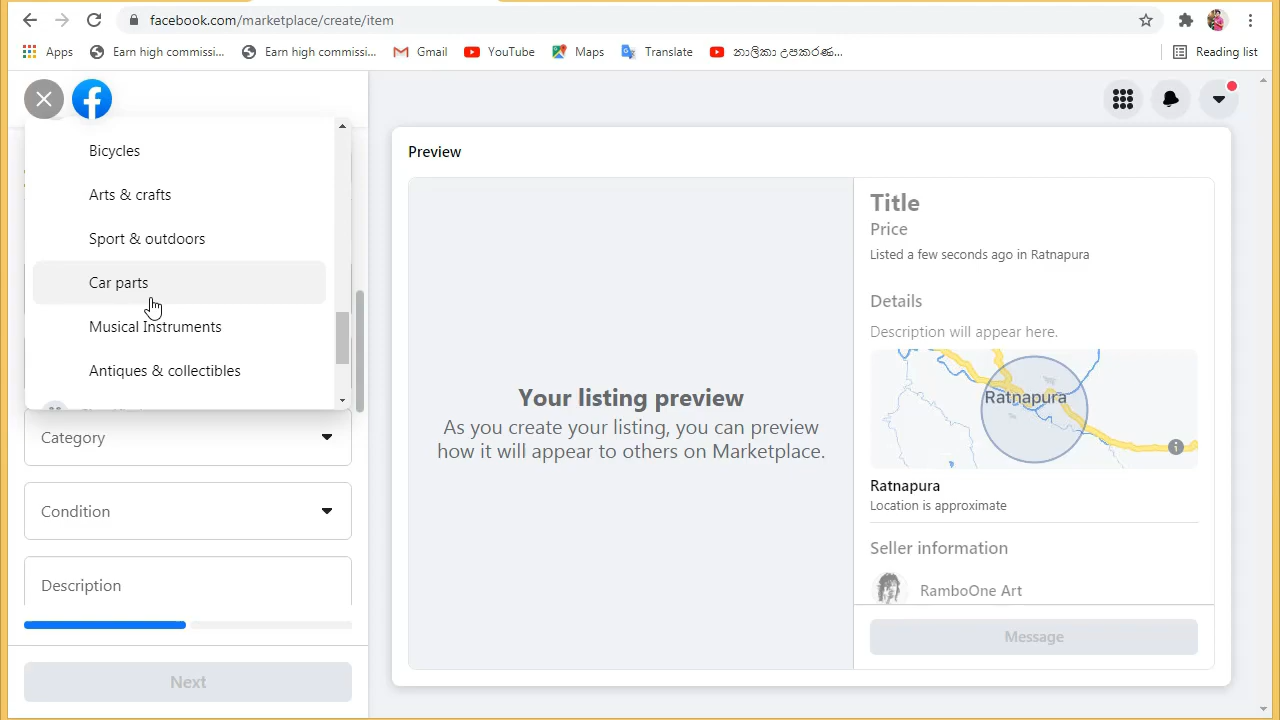 facebook.com/marketplace/create/item
Apps
Earn high commissi...
Earn high commissi...
Gmail
YouTube
Maps
Translate
නාලිකා උපකරණ...
Reading list
Bicycles
Arts & crafts
Sport & outdoors
Car parts
Musical Instruments
Antiques & collectibles
Category
Condition
Description
Next
Preview
Your listing preview
As you create your listing, you can preview
how it will appear to others on Marketplace.
Title
Price
Listed a few seconds ago in Ratnapura
Details
Description will appear here.
Ratnapura
Ratnapura
Location is approximate
Seller information
RamboOne Art
Message